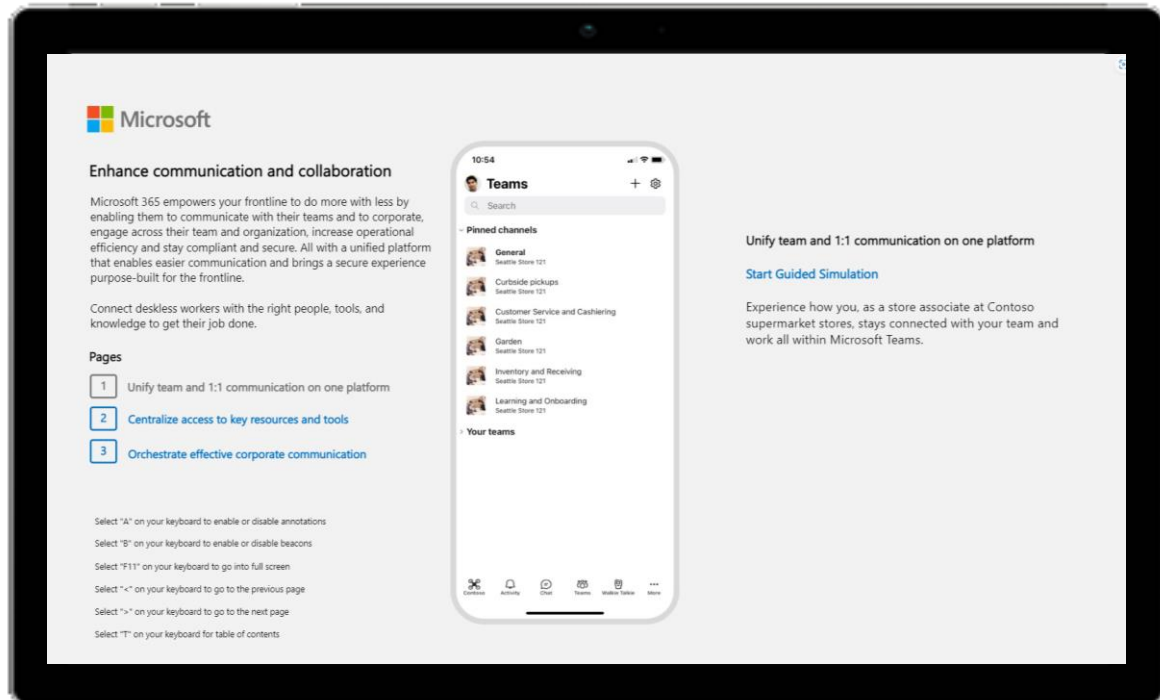 Microsoft
Enhance communication and collaboration
Microsoft 365 empowers your frontline to do more with less by
enabling them to communicate with their teams and to corporate,
engage across their team and organization, increase operational
efficiency and stay compliant and secure. All with a unified platform
that enables easier communication and brings a secure experience
purpose-built for the frontline.
Connect deskless workers with the right people, tools, and
knowledge to get their job done.
Pages
1 Unify team and 1:1 communication on one platform
2 Centralize access to key resources and tools
3 Orchestrate effective corporate communication
Select "A" on your keyboard to enable or disable annotations
Select "B" on your keyboard to enable or disable beacons
Select "F11" on your keyboard to go into full screen
Select "<" on your keyboard to go to the previous page
Select ">" on your keyboard to go to the next page
Select "T" on your keyboard for table of contents
10:54
Teams
Search
Pinned channels
General
Seattle Store 121
Curbside pickups
Seattle Store 121
Customer Service and Cashiering
Seattle Store 121
Garden
Seattle Store 121
Inventory and Receiving
Seattle Store 121
Learning and Onboarding
Seattle Store 121
Your teams
Contoso Activity Chat Teams Walkie Talkie More
Unify team and 1:1 communication on one platform
Start Guided Simulation
Experience how you, as a store associate at Contoso
supermarket stores, stays connected with your team and
work all within Microsoft Teams.